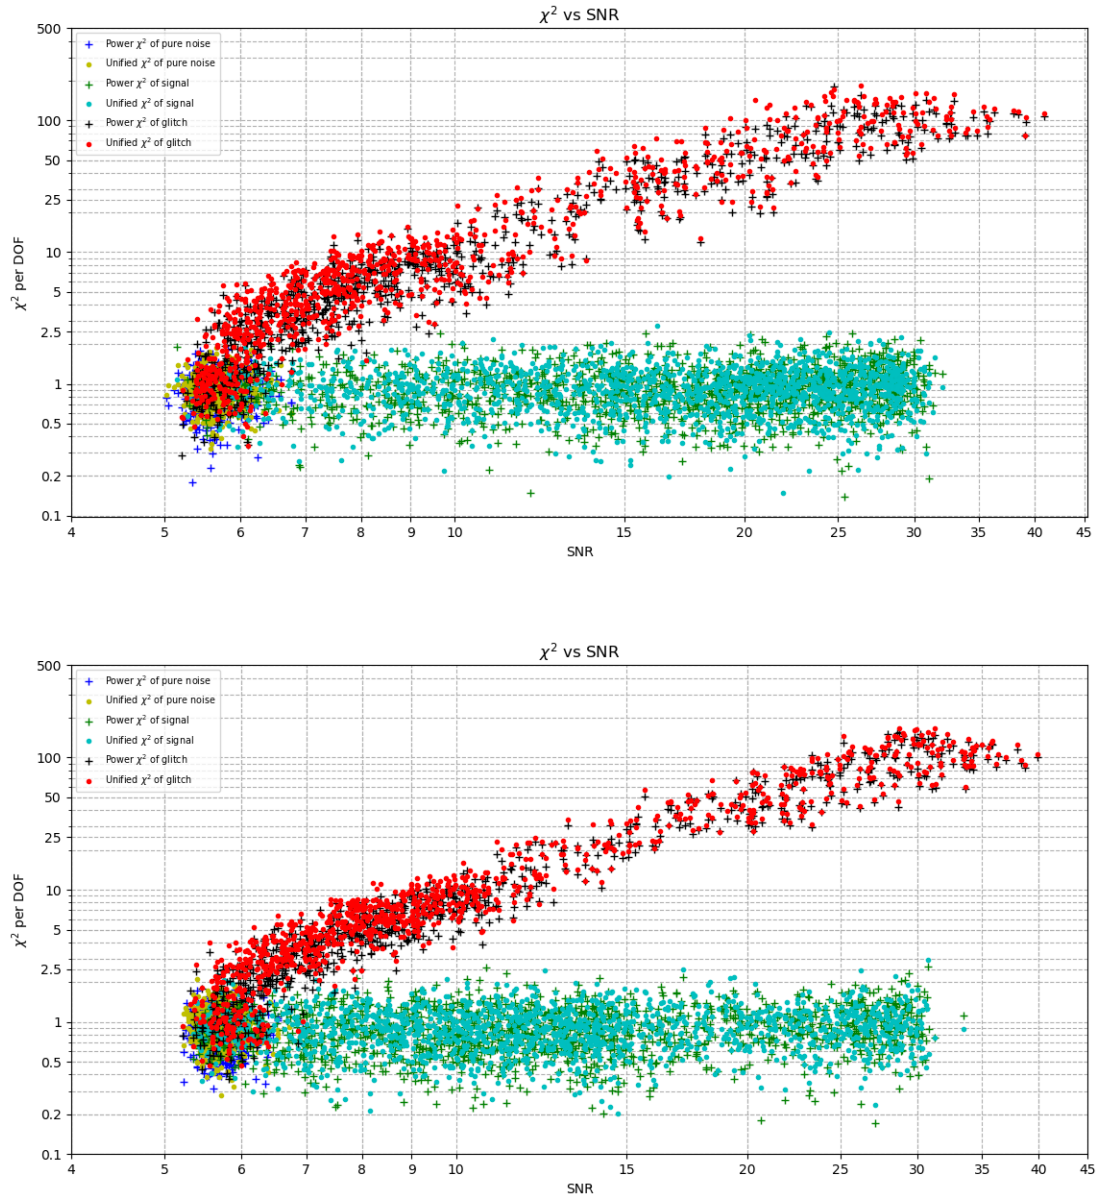 χ² vs SNR
500
100
50
25
10
5
2.5
1
0.5
0.2
0.1
χ² per DOF
Power χ² of pure noise
Unified χ² of pure noise
Power χ² of signal
Unified χ² of signal
Power χ² of glitch
Unified χ² of glitch
4 5 6 7 8 9 10 15 20 25 30 35 40 45
SNR
χ² vs SNR
500
100
50
25
10
5
2.5
1
0.5
0.2
0.1
χ² per DOF
Power χ² of pure noise
Unified χ² of pure noise
Power χ² of signal
Unified χ² of signal
Power χ² of glitch
Unified χ² of glitch
4 5 6 7 8 9 10 15 20 25 30 35 40 45
SNR